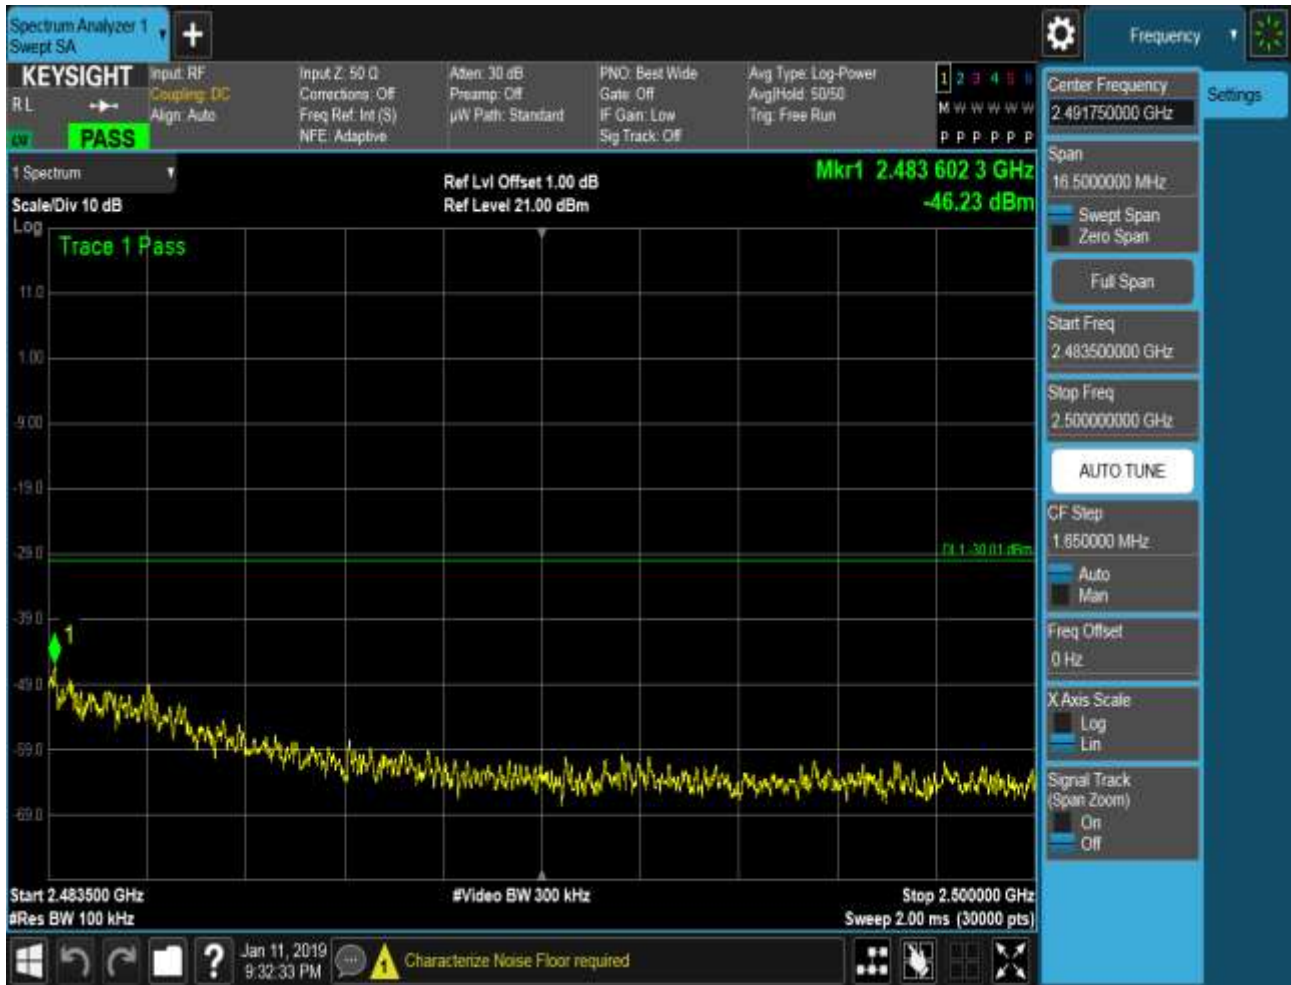 Spectrum Analyzer 1
Swept SA
+
Frequency
KEYSIGHT
R L
PASS
Input: RF
Coupling: DC
Align: Auto
Input Z: 50 Ω
Corrections: Off
Freq Ref: Int (S)
NFE: Adaptive
Atten: 30 dB
Preamp: Off
µW Path: Standard
PNO: Best Wide
Gate: Off
IF Gain: Low
Sig Track: Off
Avg Type: Log-Power
Avg|Hold: 50/50
Trig: Free Run
1 2 3 4 5 6
M W W W W W
P P P P P P
1 Spectrum
Scale/Div 10 dB
Ref Lvl Offset 1.00 dB
Ref Level 21.00 dBm
Mkr1 2.483 602 3 GHz
-46.23 dBm
Log
Trace 1 Pass
11.0
1.00
-9.00
-19.0
-29.0
DL1 -30.01 dBm
-39.0
1
-49.0
-59.0
-69.0
Start 2.483500 GHz
#Video BW 300 kHz
Stop 2.500000 GHz
#Res BW 100 kHz
Sweep 2.00 ms (30000 pts)
Jan 11, 2019
9:32:33 PM
?
1
Characterize Noise Floor required
Center Frequency
2.491750000 GHz
Settings
Span
16.5000000 MHz
Swept Span
Zero Span
Full Span
Start Freq
2.483500000 GHz
Stop Freq
2.500000000 GHz
AUTO TUNE
CF Step
1.650000 MHz
Auto
Man
Freq Offset
0 Hz
X Axis Scale
Log
Lin
Signal Track
(Span Zoom)
On
Off